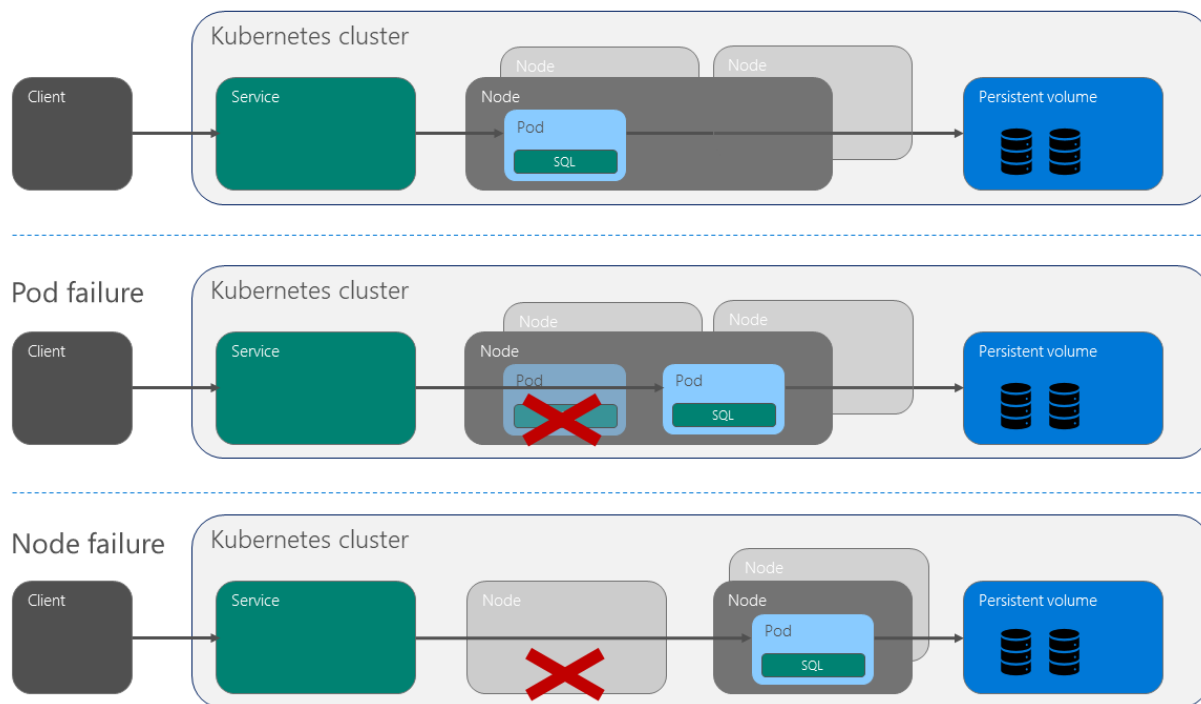 Kubernetes cluster
Node
Node
Client
Service
Node
Persistent volume
Pod
SQL
Pod failure
Kubernetes cluster
Node
Node
Client
Service
Node
Persistent volume
Pod
Pod
SQL
Node failure
Kubernetes cluster
Node
Client
Service
Node
Node
Persistent volume
Pod
SQL